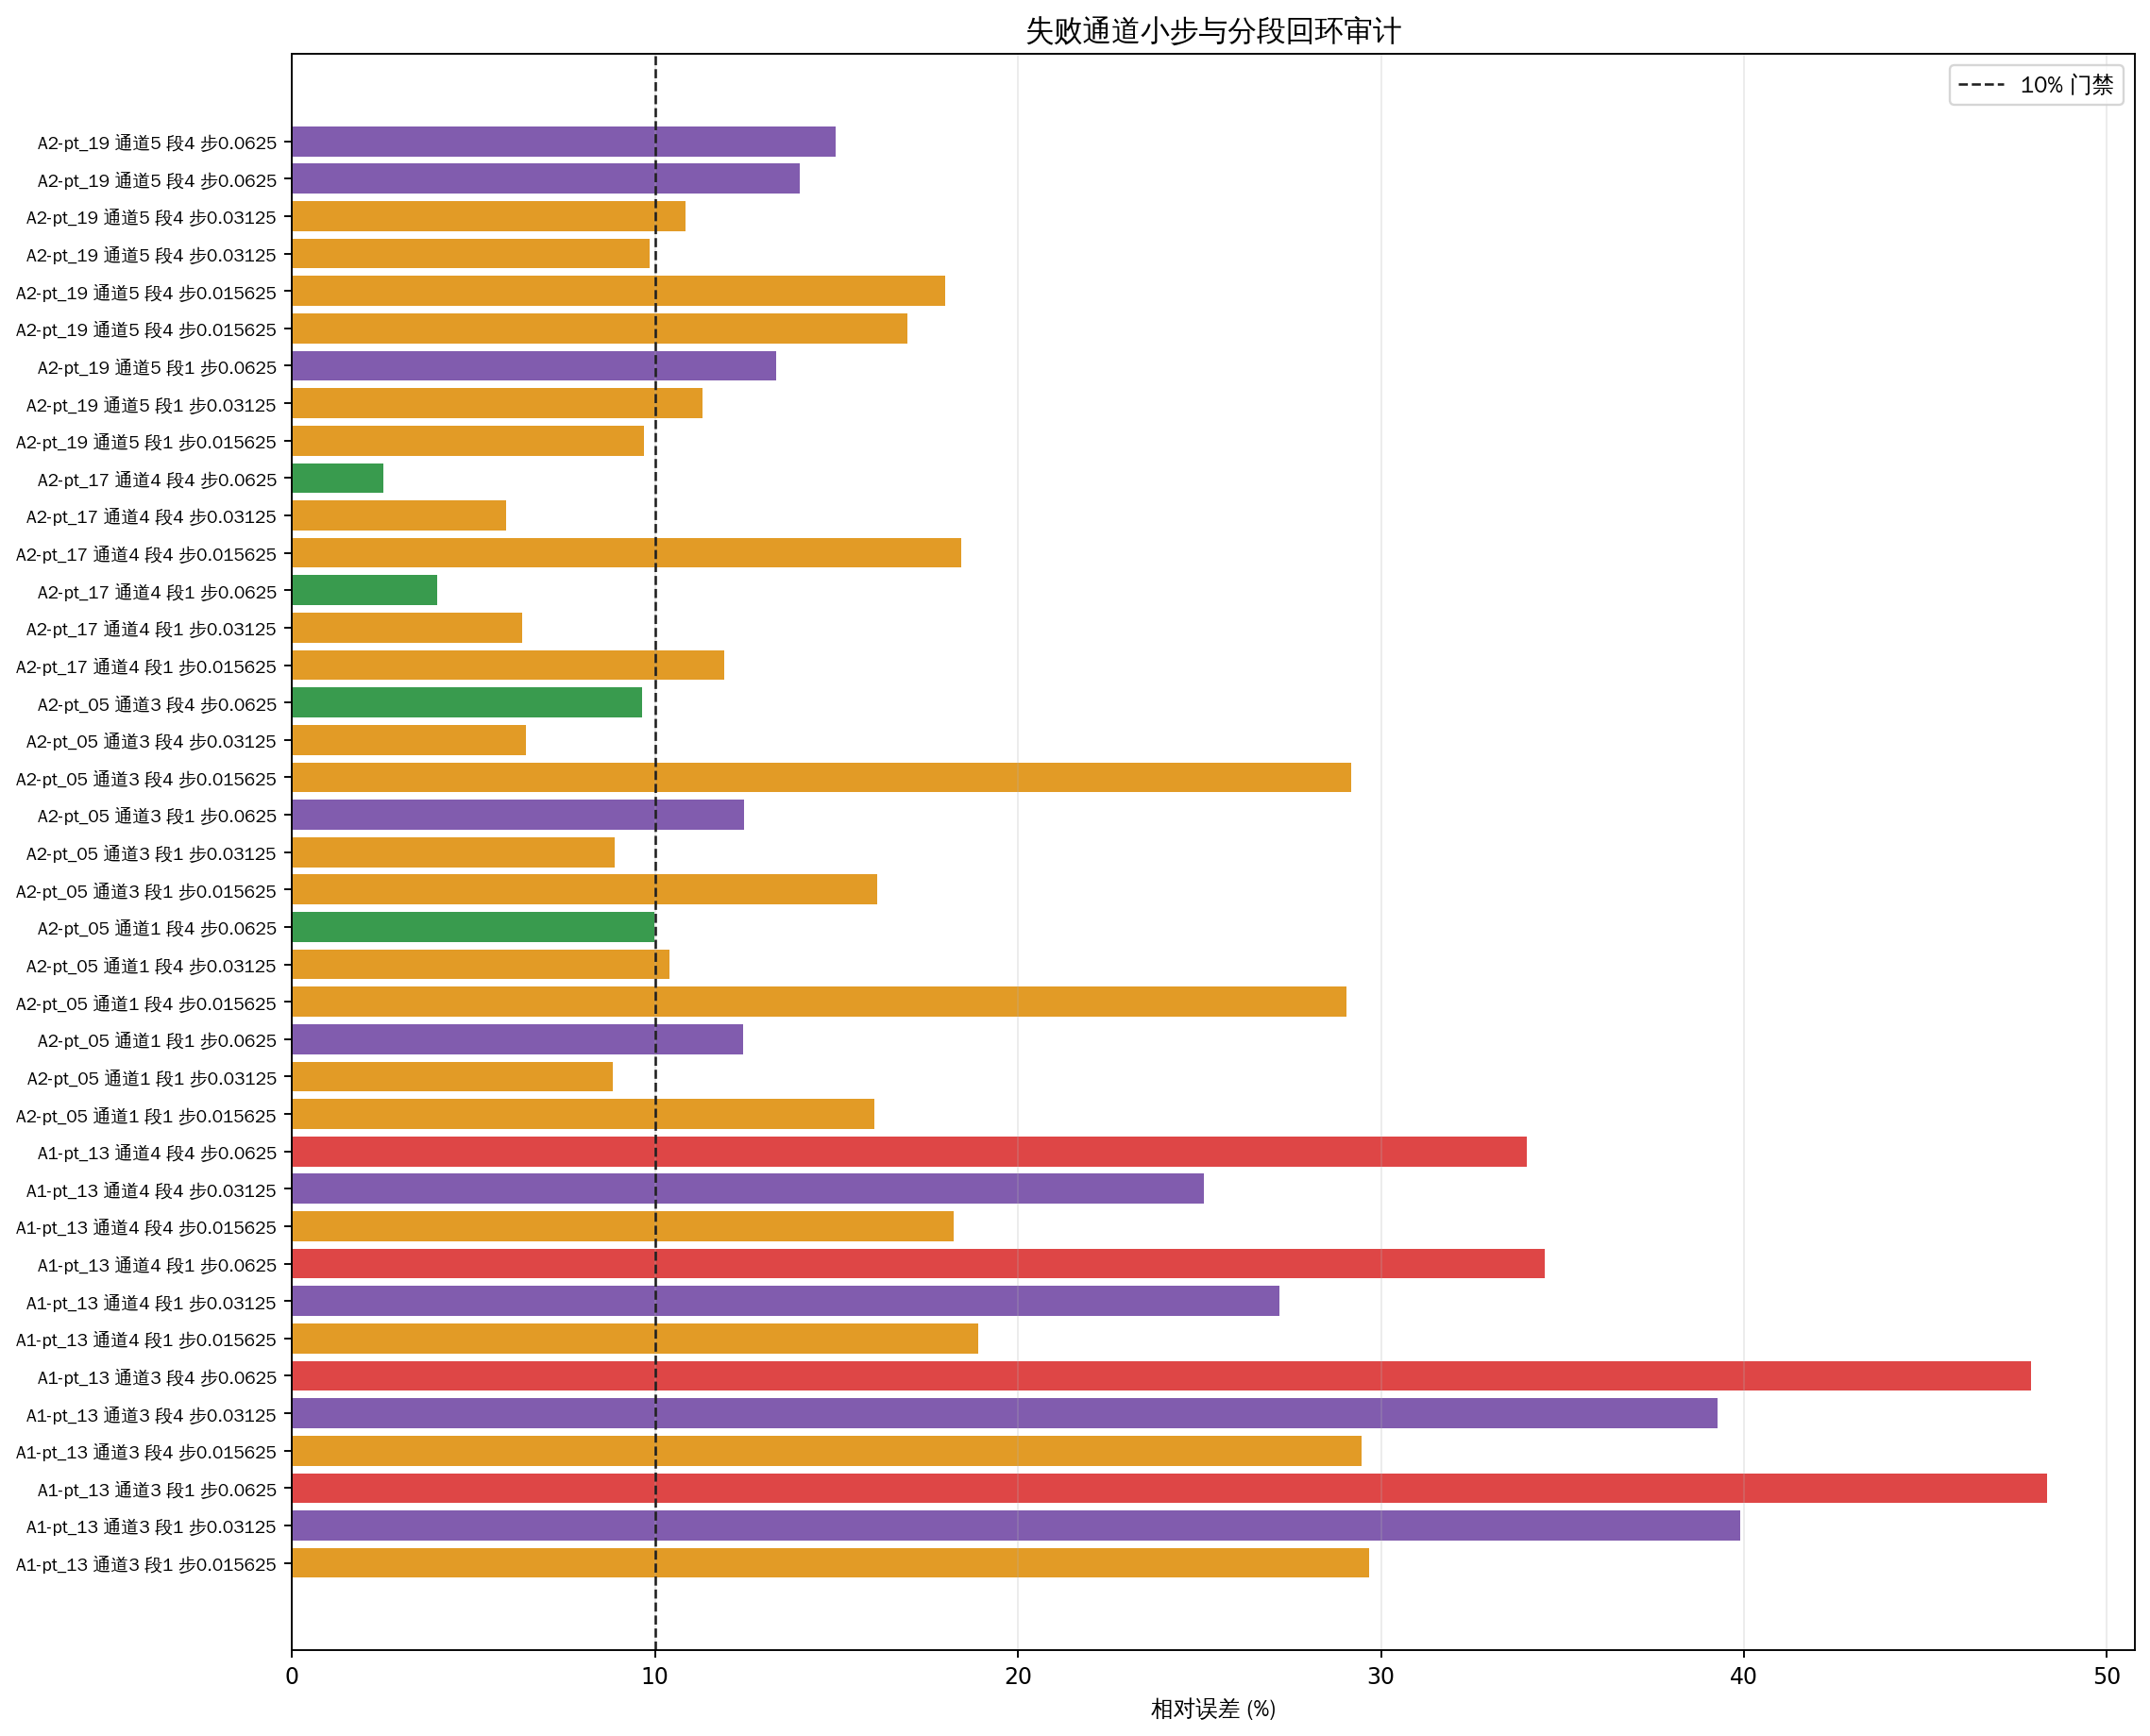 失败通道小步与分段回环审计
10% 门禁
A2-pt_19 通道5 段4 步0.0625
A2-pt_19 通道5 段4 步0.0625
A2-pt_19 通道5 段4 步0.03125
A2-pt_19 通道5 段4 步0.03125
A2-pt_19 通道5 段4 步0.015625
A2-pt_19 通道5 段4 步0.015625
A2-pt_19 通道5 段1 步0.0625
A2-pt_19 通道5 段1 步0.03125
A2-pt_19 通道5 段1 步0.015625
A2-pt_17 通道4 段4 步0.0625
A2-pt_17 通道4 段4 步0.03125
A2-pt_17 通道4 段4 步0.015625
A2-pt_17 通道4 段1 步0.0625
A2-pt_17 通道4 段1 步0.03125
A2-pt_17 通道4 段1 步0.015625
A2-pt_05 通道3 段4 步0.0625
A2-pt_05 通道3 段4 步0.03125
A2-pt_05 通道3 段4 步0.015625
A2-pt_05 通道3 段1 步0.0625
A2-pt_05 通道3 段1 步0.03125
A2-pt_05 通道3 段1 步0.015625
A2-pt_05 通道1 段4 步0.0625
A2-pt_05 通道1 段4 步0.03125
A2-pt_05 通道1 段4 步0.015625
A2-pt_05 通道1 段1 步0.0625
A2-pt_05 通道1 段1 步0.03125
A2-pt_05 通道1 段1 步0.015625
A1-pt_13 通道4 段4 步0.0625
A1-pt_13 通道4 段4 步0.03125
A1-pt_13 通道4 段4 步0.015625
A1-pt_13 通道4 段1 步0.0625
A1-pt_13 通道4 段1 步0.03125
A1-pt_13 通道4 段1 步0.015625
A1-pt_13 通道3 段4 步0.0625
A1-pt_13 通道3 段4 步0.03125
A1-pt_13 通道3 段4 步0.015625
A1-pt_13 通道3 段1 步0.0625
A1-pt_13 通道3 段1 步0.03125
A1-pt_13 通道3 段1 步0.015625
0 10 20 30 40 50
相对误差 (%)